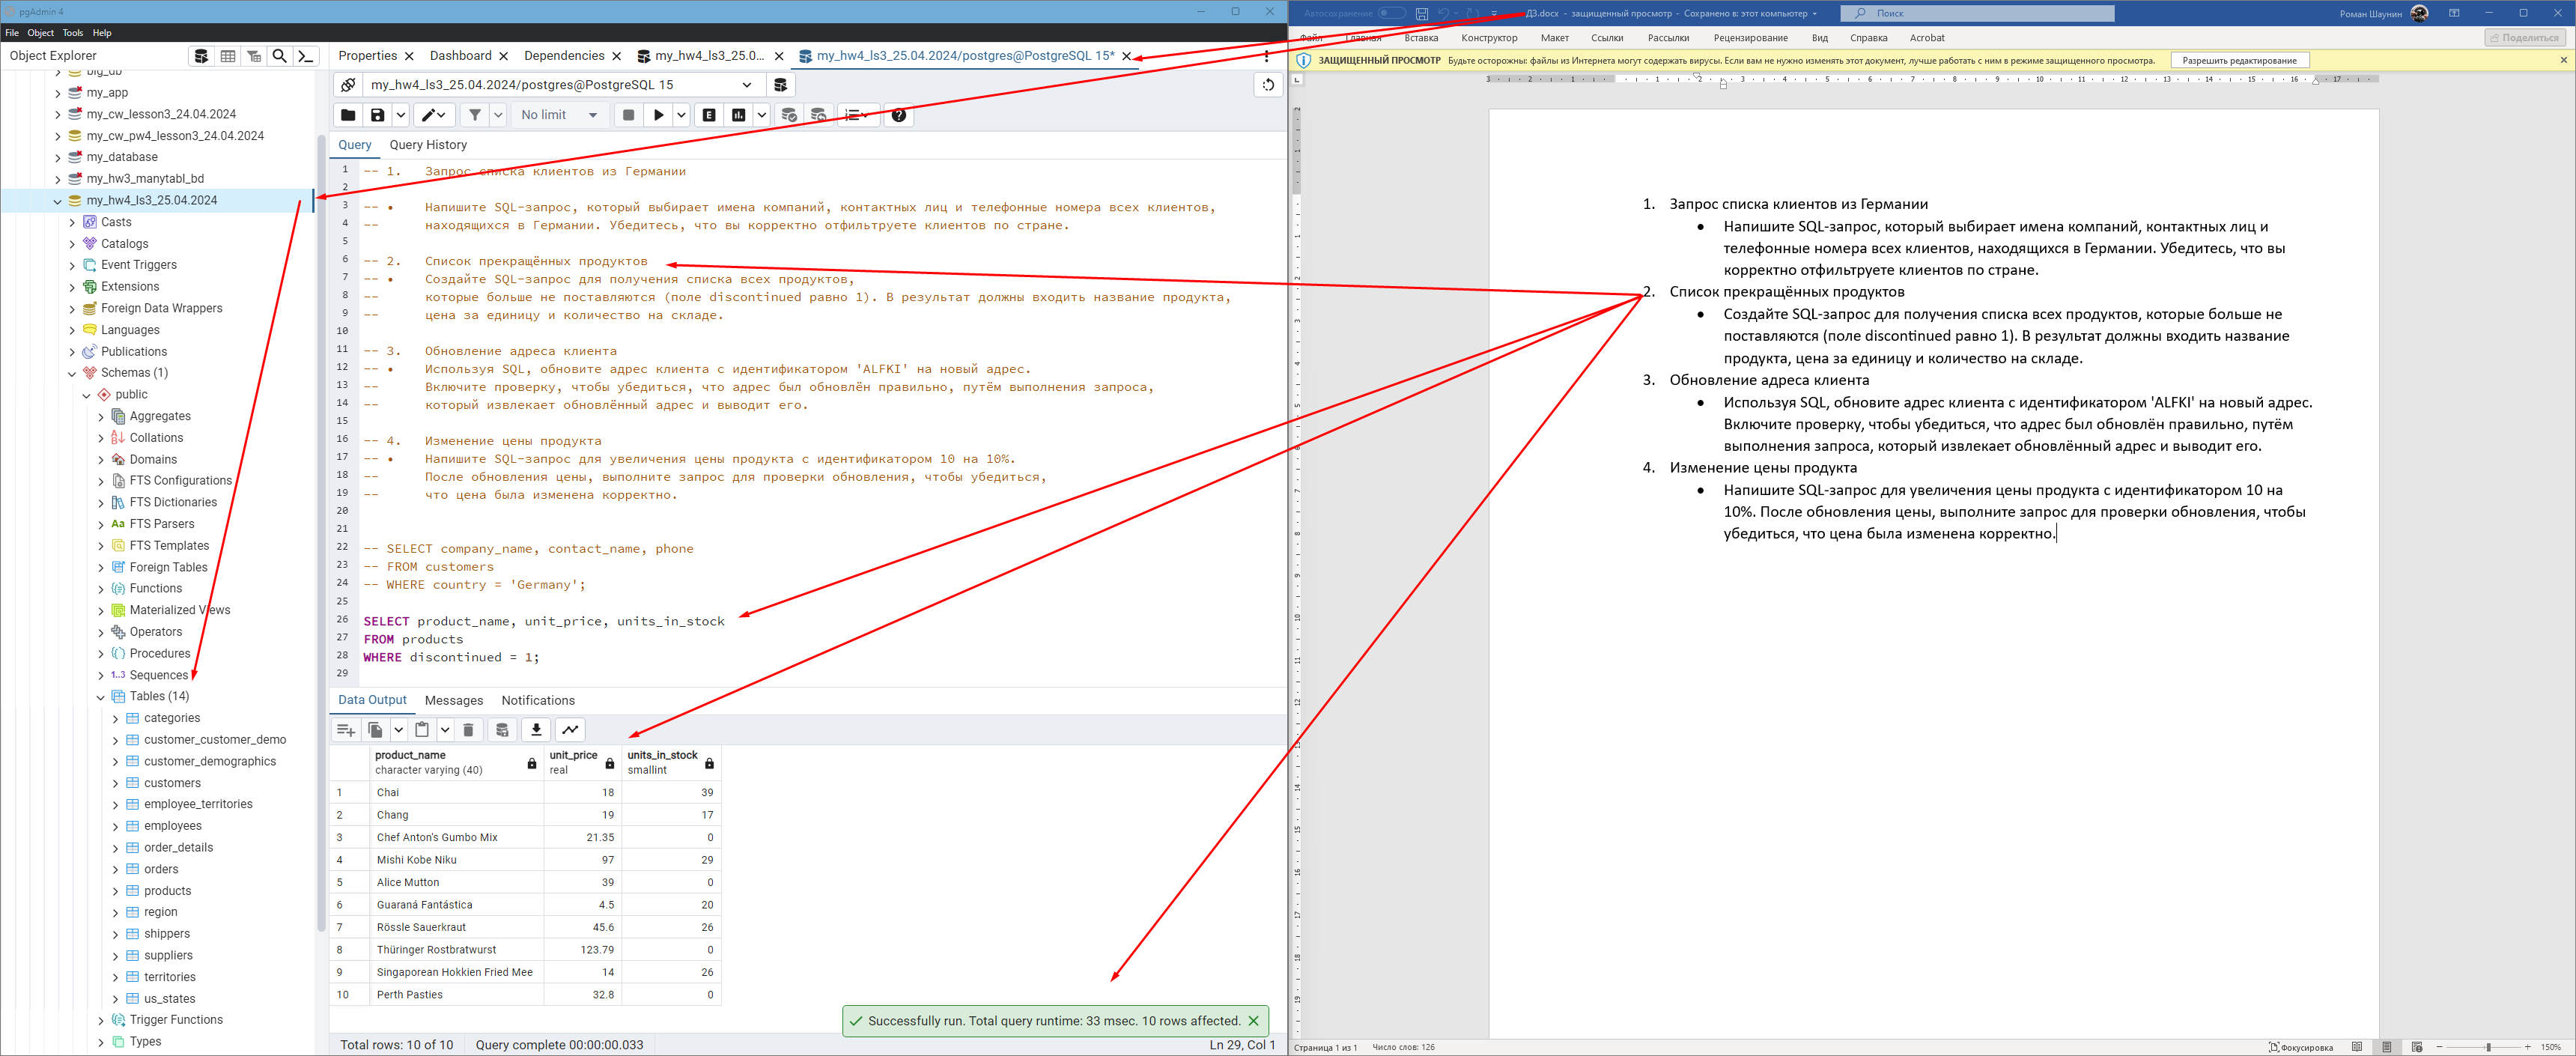 pgAdmin 4
File Object Tools Help
Object Explorer
big_db
my_app
my_cw_lesson3_24.04.2024
my_cw_pw4_lesson3_24.04.2024
my_database
my_hw3_manytabl_bd
my_hw4_ls3_25.04.2024
Casts
Catalogs
Event Triggers
Extensions
Foreign Data Wrappers
Languages
Publications
Schemas (1)
public
Aggregates
Collations
Domains
FTS Configurations
FTS Dictionaries
Aa FTS Parsers
FTS Templates
Foreign Tables
Functions
Materialized Views
Operators
Procedures
1..3 Sequences
Tables (14)
categories
customer_customer_demo
customer_demographics
customers
employee_territories
employees
order_details
orders
products
region
shippers
suppliers
territories
us_states
Trigger Functions
Types
Properties Dashboard Dependencies my_hw4_ls3_25.0... my_hw4_ls3_25.04.2024/postgres@PostgreSQL 15*
my_hw4_ls3_25.04.2024/postgres@PostgreSQL 15
No limit
Query Query History
1 -- 1. Запрос списка клиентов из Германии
2
3 -- • Напишите SQL-запрос, который выбирает имена компаний, контактных лиц и телефонные номера всех клиентов,
4 -- находящихся в Германии. Убедитесь, что вы корректно отфильтруете клиентов по стране.
5
6 -- 2. Список прекращённых продуктов
7 -- • Создайте SQL-запрос для получения списка всех продуктов,
8 -- которые больше не поставляются (поле discontinued равно 1). В результат должны входить название продукта,
9 -- цена за единицу и количество на складе.
10
11 -- 3. Обновление адреса клиента
12 -- • Используя SQL, обновите адрес клиента с идентификатором 'ALFKI' на новый адрес.
13 -- Включите проверку, чтобы убедиться, что адрес был обновлён правильно, путём выполнения запроса,
14 -- который извлекает обновлённый адрес и выводит его.
15
16 -- 4. Изменение цены продукта
17 -- • Напишите SQL-запрос для увеличения цены продукта с идентификатором 10 на 10%.
18 -- После обновления цены, выполните запрос для проверки обновления, чтобы убедиться,
19 -- что цена была изменена корректно.
20
21
22 -- SELECT company_name, contact_name, phone
23 -- FROM customers
24 -- WHERE country = 'Germany';
25
26 SELECT product_name, unit_price, units_in_stock
27 FROM products
28 WHERE discontinued = 1;
29
Data Output Messages Notifications
product_name unit_price units_in_stock
character varying (40) real smallint
1 Chai 18 39
2 Chang 19 17
3 Chef Anton's Gumbo Mix 21.35 0
4 Mishi Kobe Niku 97 29
5 Alice Mutton 39 0
6 Guaraná Fantástica 4.5 20
7 Rössle Sauerkraut 45.6 26
8 Thüringer Rostbratwurst 123.79 0
9 Singaporean Hokkien Fried Mee 14 26
10 Perth Pasties 32.8 0
Successfully run. Total query runtime: 33 msec. 10 rows affected.
Total rows: 10 of 10 Query complete 00:00:00.033 Ln 29, Col 1
Автосохранение ДЗ.docx - защищенный просмотр - Сохранено в: этот компьютер Поиск Роман Шаунин
Файл Главная Вставка Конструктор Макет Ссылки Рассылки Рецензирование Вид Справка Acrobat Поделиться
ЗАЩИЩЕННЫЙ ПРОСМОТР Будьте осторожны: файлы из Интернета могут содержать вирусы. Если вам не нужно изменять этот документ, лучше работать с ним в режиме защищенного просмотра. Разрешить редактирование
1. Запрос списка клиентов из Германии
• Напишите SQL-запрос, который выбирает имена компаний, контактных лиц и
телефонные номера всех клиентов, находящихся в Германии. Убедитесь, что вы
корректно отфильтруете клиентов по стране.
2. Список прекращённых продуктов
• Создайте SQL-запрос для получения списка всех продуктов, которые больше не
поставляются (поле discontinued равно 1). В результат должны входить название
продукта, цена за единицу и количество на складе.
3. Обновление адреса клиента
• Используя SQL, обновите адрес клиента с идентификатором 'ALFKI' на новый адрес.
Включите проверку, чтобы убедиться, что адрес был обновлён правильно, путём
выполнения запроса, который извлекает обновлённый адрес и выводит его.
4. Изменение цены продукта
• Напишите SQL-запрос для увеличения цены продукта с идентификатором 10 на
10%. После обновления цены, выполните запрос для проверки обновления, чтобы
убедиться, что цена была изменена корректно.
Страница 1 из 1 Число слов: 126 Фокусировка 150%